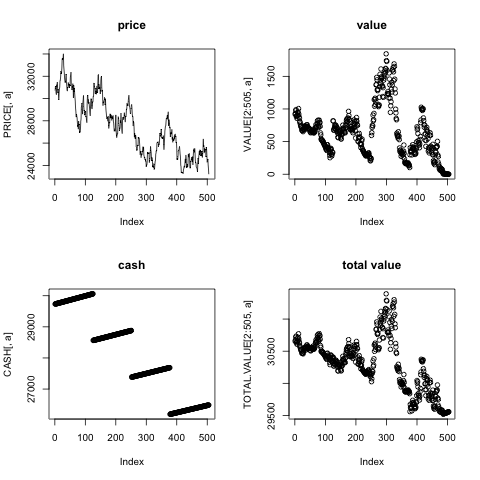 price
PRICE[, a]
24000 28000 32000
0 100 200 300 400 500
Index
value
VALUE[2:505, a]
0 500 1000 1500
0 100 200 300 400 500
Index
cash
CASH[, a]
27000 29000
0 100 200 300 400 500
Index
total value
TOTAL.VALUE[2:505, a]
29500 30500
0 100 200 300 400 500
Index